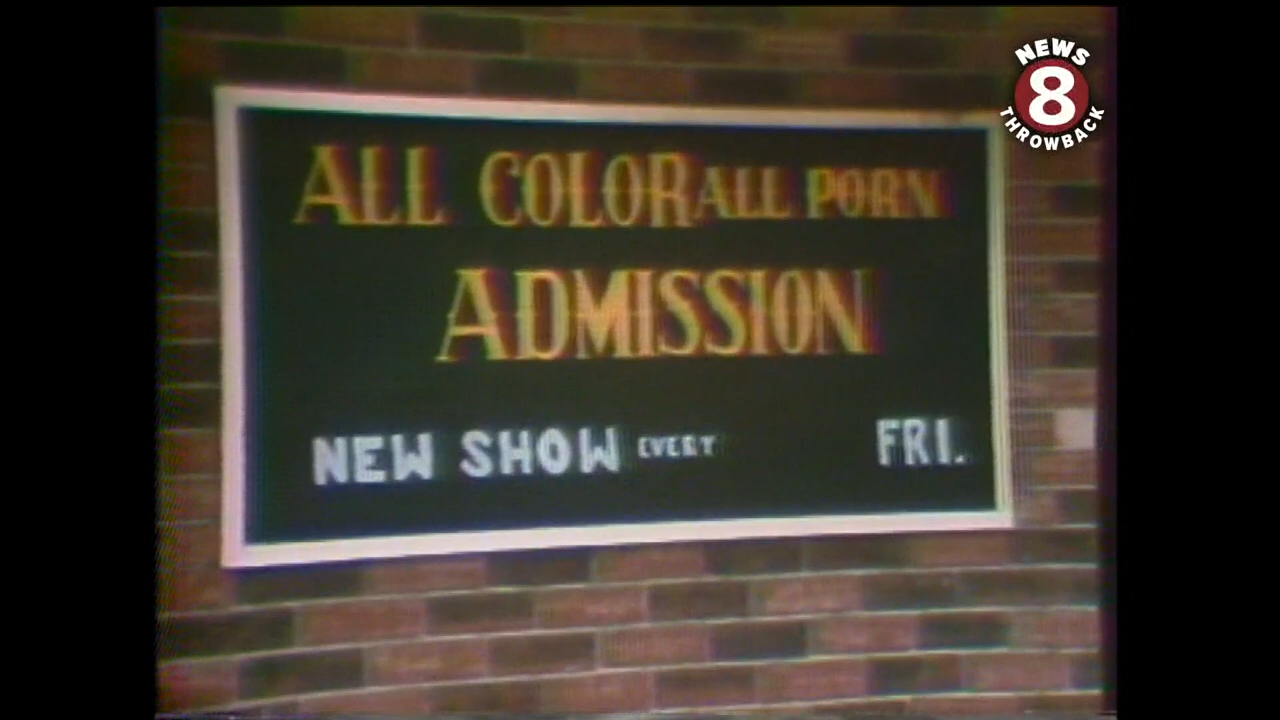 NEWS
8
THROWBACK
ALL COLOR ALL PORN
ADMISSION
NEW SHOW EVERY FRI.